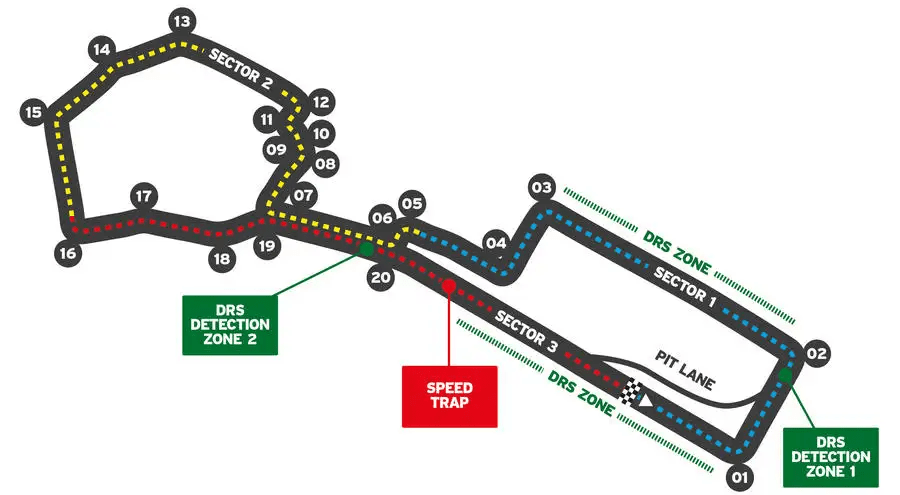 13
14
SECTOR 2
15
12
11
10
09
08
07
17
03
05
06
04
DRS ZONE
16
18
19
20
SECTOR 1
DRS
DETECTION
ZONE 2
SECTOR 3
02
PIT LANE
SPEED
TRAP
DRS ZONE
DRS
DETECTION
ZONE 1
01